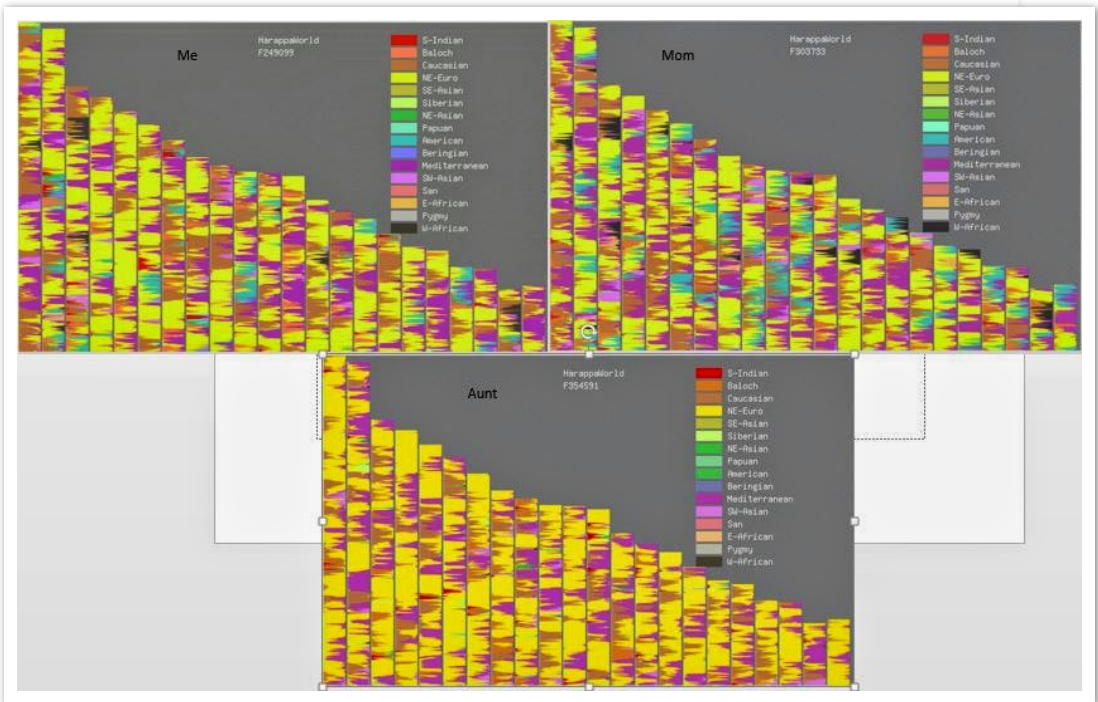 Me
HarappaWorld
F249099
S-Indian
Baloch
Caucasian
NE-Euro
SE-Asian
Siberian
NE-Asian
Papuan
American
Beringian
Mediterranean
SW-Asian
San
E-African
Pygmy
W-African
Mom
HarappaWorld
F303733
S-Indian
Baloch
Caucasian
NE-Euro
SE-Asian
Siberian
NE-Asian
Papuan
American
Beringian
Mediterranean
SW-Asian
San
E-African
Pygmy
W-African
Aunt
HarappaWorld
F354591
S-Indian
Baloch
Caucasian
NE-Euro
SE-Asian
Siberian
NE-Asian
Papuan
American
Beringian
Mediterranean
SW-Asian
San
E-African
Pygmy
W-African